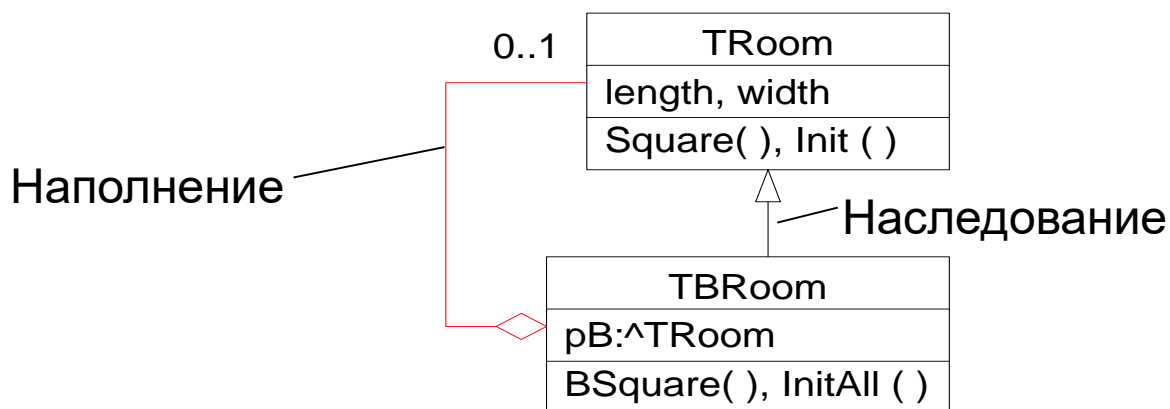 0..1
TRoom
length, width
Square( ), Init ( )
Наполнение
Наследование
TBRoom
pB:^TRoom
BSquare( ), InitAll ( )